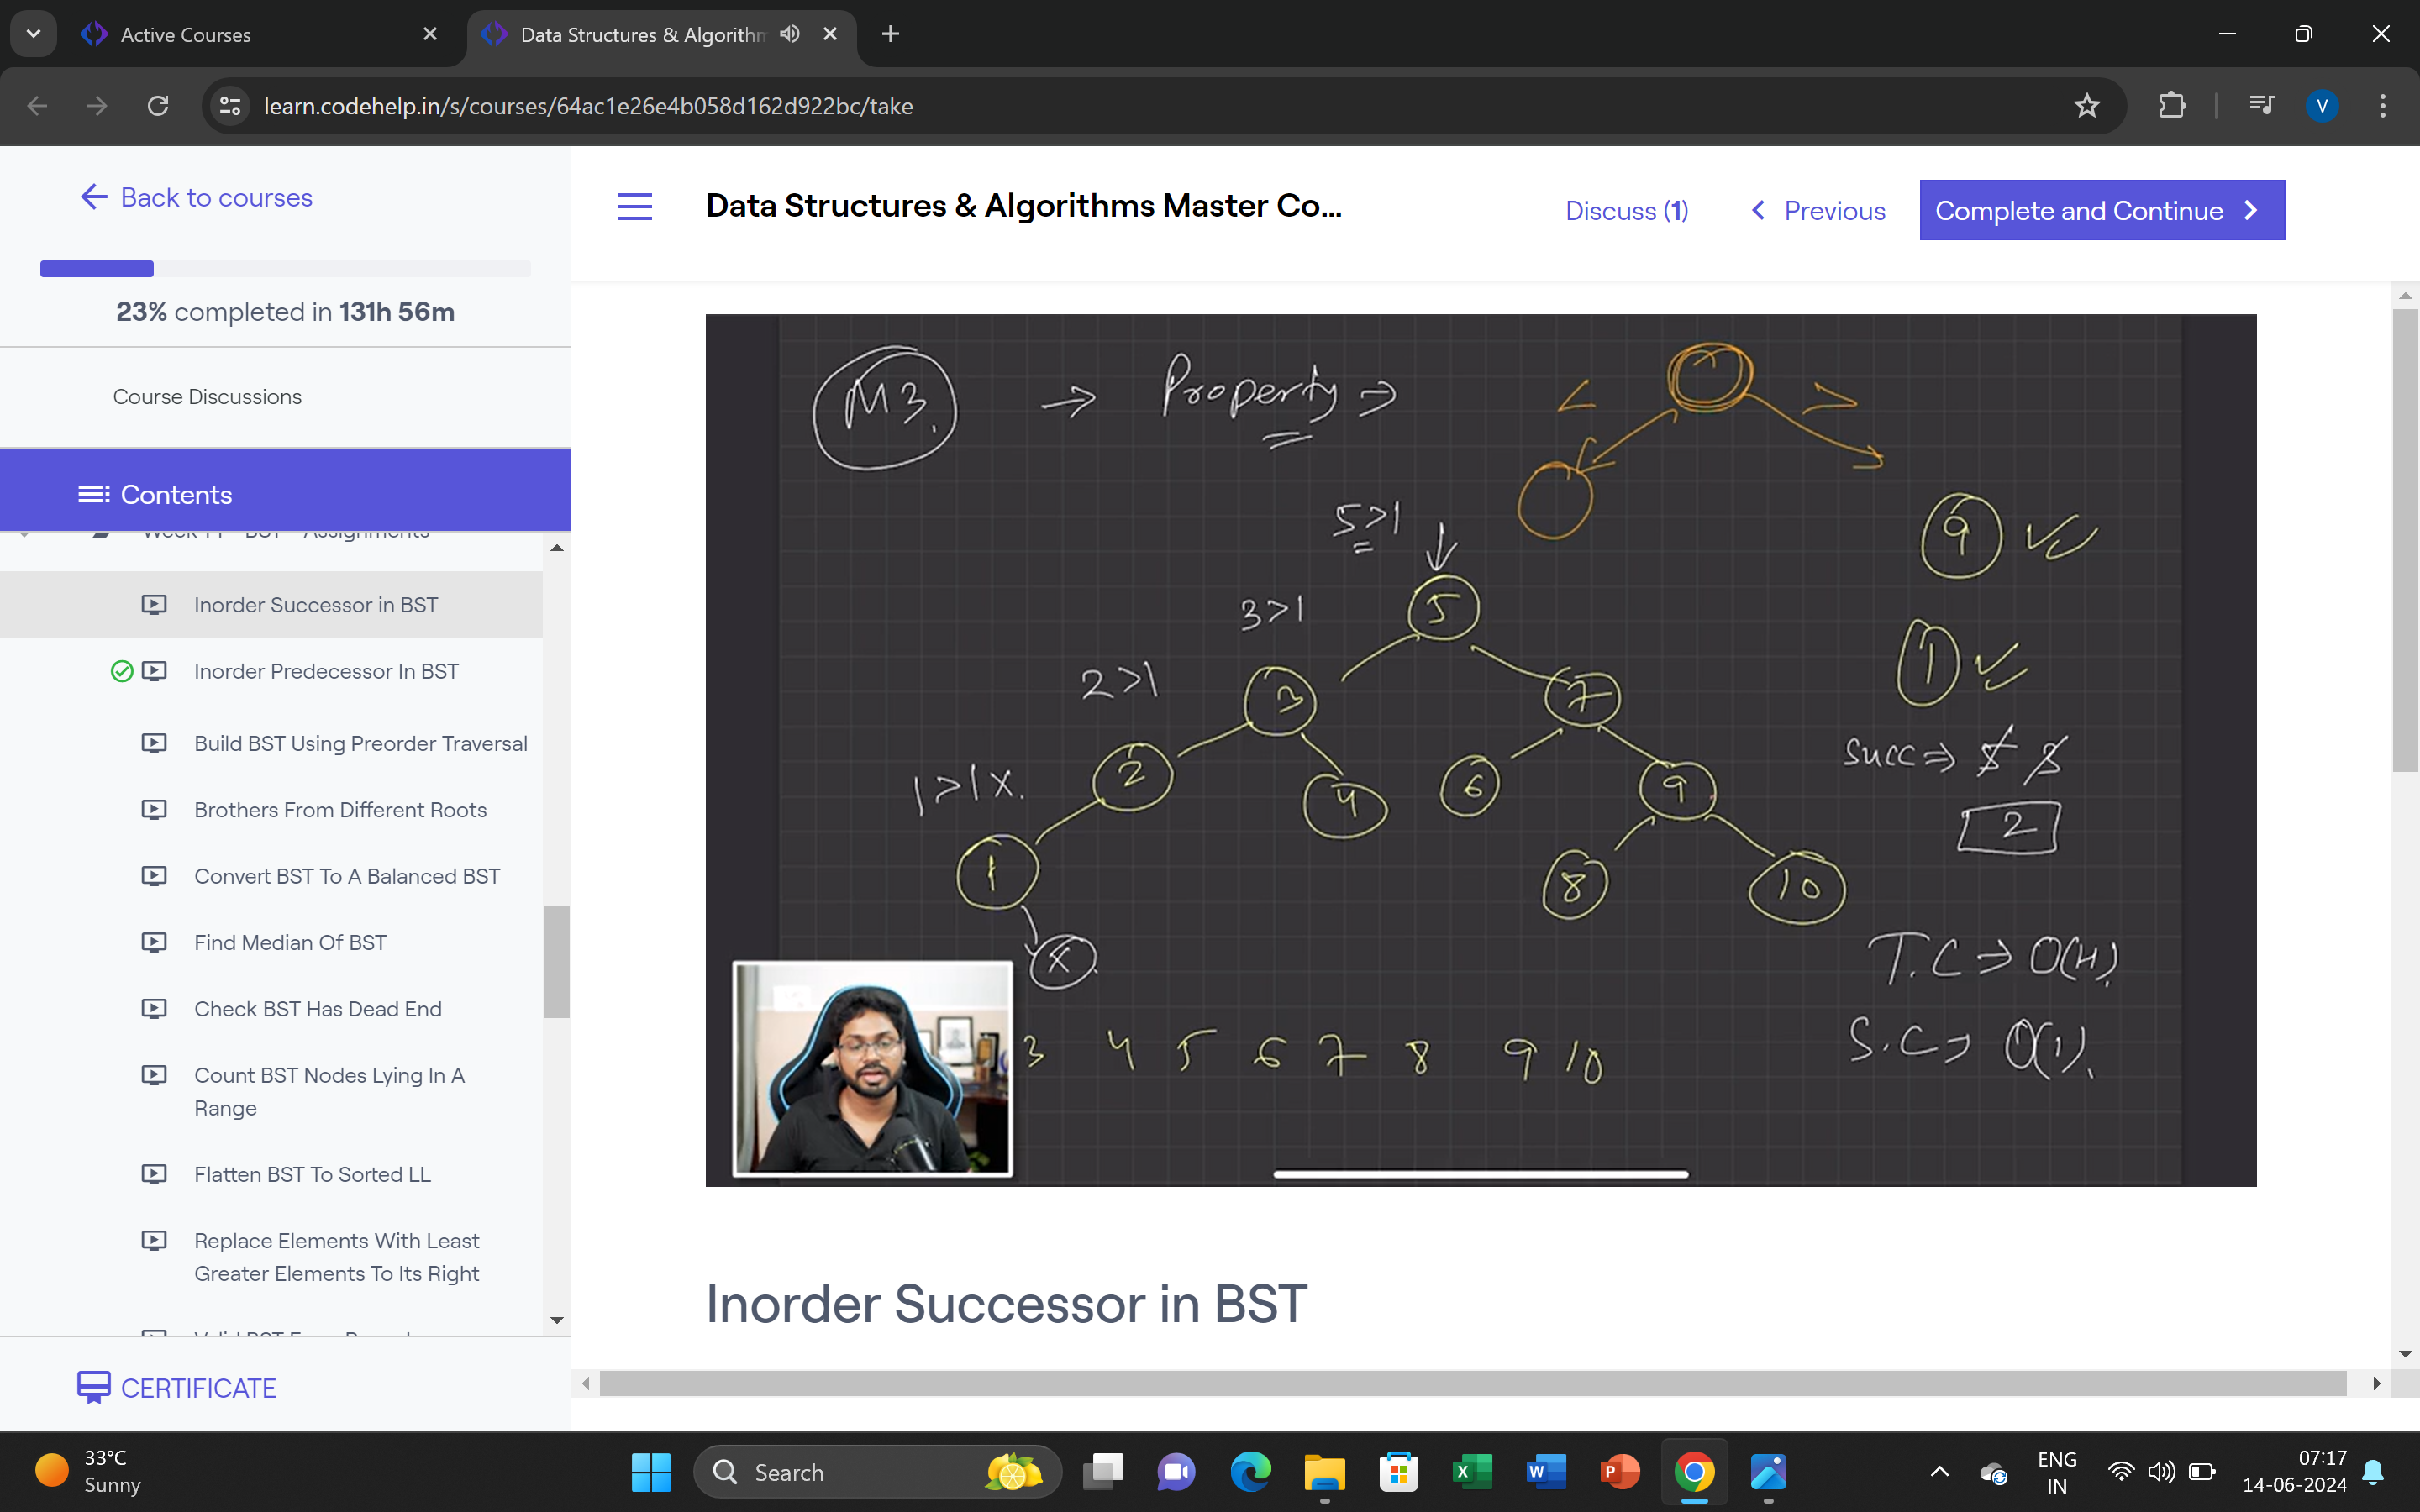 Active Courses
Data Structures & Algorithm
learn.codehelp.in/s/courses/64ac1e26e4b058d162d922bc/take
V
Back to courses
23% completed in 131h 56m
Course Discussions
Contents
Week 14 - BST - Assignments
Inorder Successor in BST
Inorder Predecessor In BST
Build BST Using Preorder Traversal
Brothers From Different Roots
Convert BST To A Balanced BST
Find Median Of BST
Check BST Has Dead End
Count BST Nodes Lying In A
Range
Flatten BST To Sorted LL
Replace Elements With Least
Greater Elements To Its Right
CERTIFICATE
Data Structures & Algorithms Master Co...
Discuss (1)
Previous
Complete and Continue
M3. → Property ⇒
< >
5>1
9
5
3>1
1
2>1
3
7
succ ⇒ 5 3
1>1 x.
2
4
6
9
2
1
8
10
x
T.C ⇒ O(H).
3 4 5 6 7 8 9 10
S.C ⇒ O(1).
Inorder Successor in BST
33°C
Sunny
Search
ENG
IN
07:17
14-06-2024